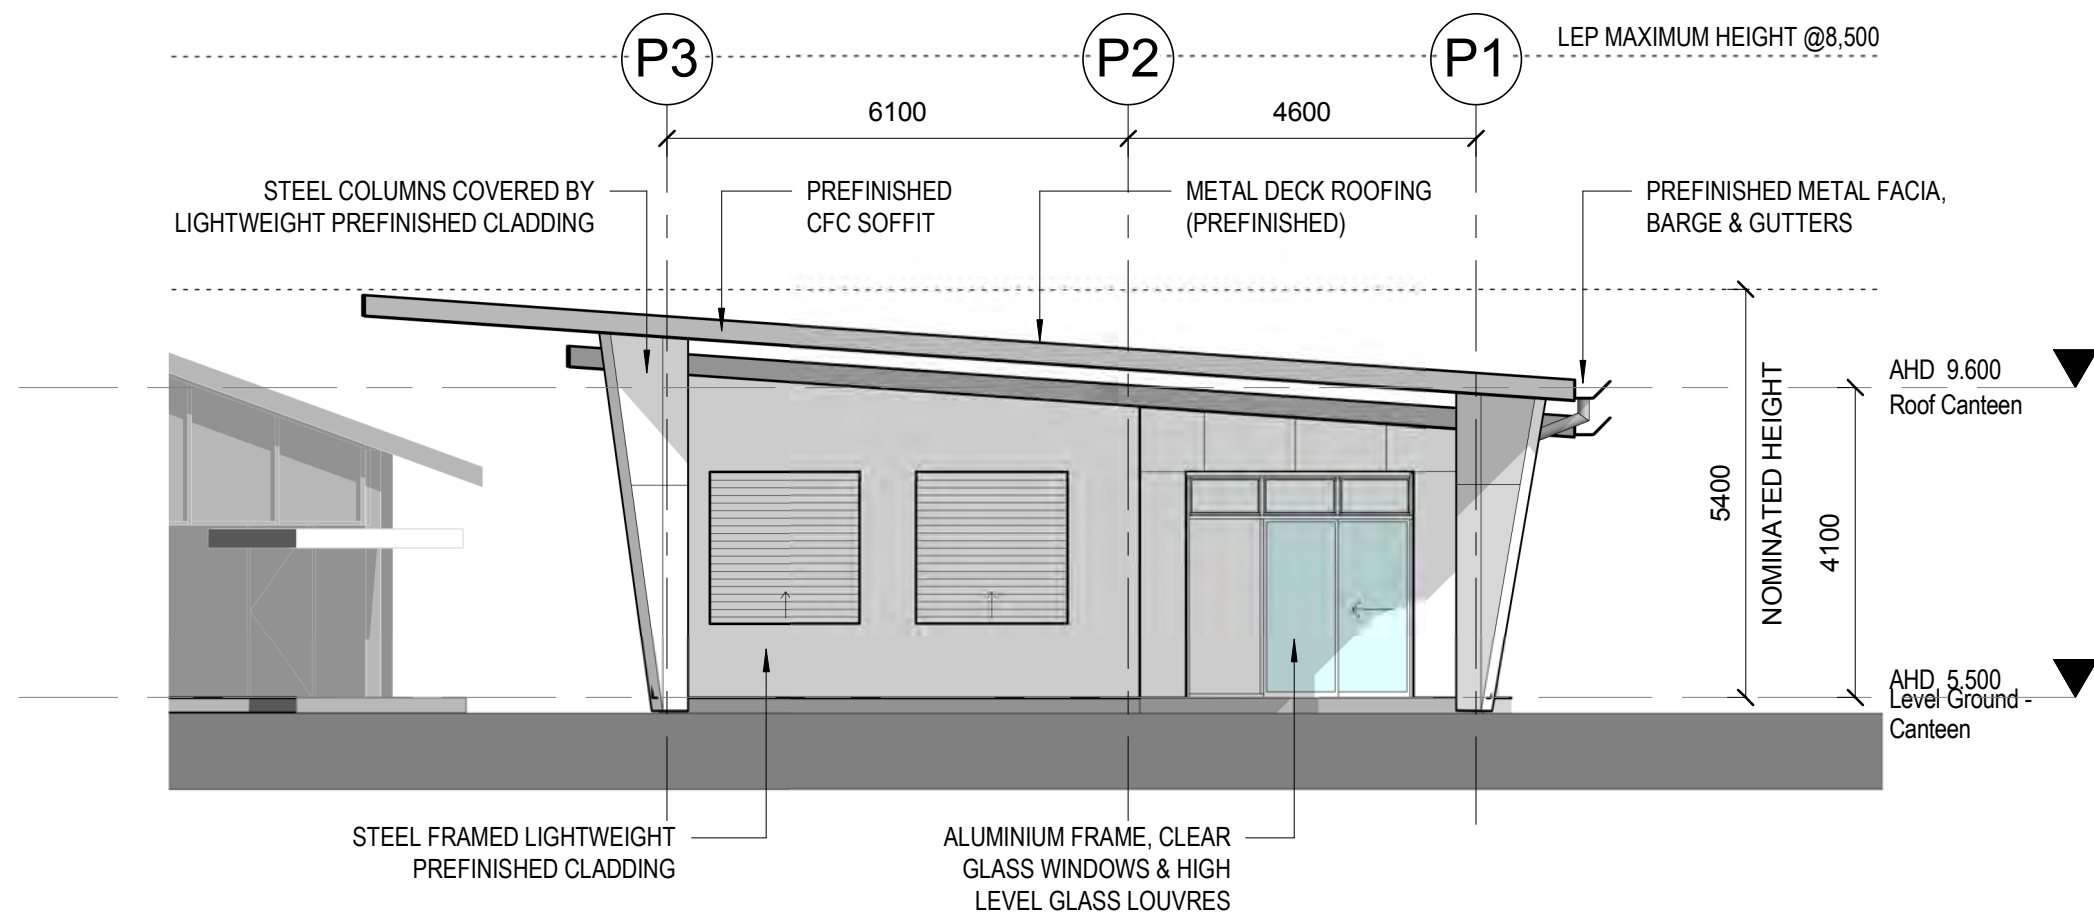 P3
P2
P1
LEP MAXIMUM HEIGHT @8,500
6100
4600
STEEL COLUMNS COVERED BY
LIGHTWEIGHT PREFINISHED CLADDING
PREFINISHED
CFC SOFFIT
METAL DECK ROOFING
(PREFINISHED)
PREFINISHED METAL FACIA,
BARGE & GUTTERS
AHD 9.600
Roof Canteen
5400
NOMINATED HEIGHT
4100
AHD 5.500
Level Ground -
Canteen
STEEL FRAMED LIGHTWEIGHT
PREFINISHED CLADDING
ALUMINIUM FRAME, CLEAR
GLASS WINDOWS & HIGH
LEVEL GLASS LOUVRES